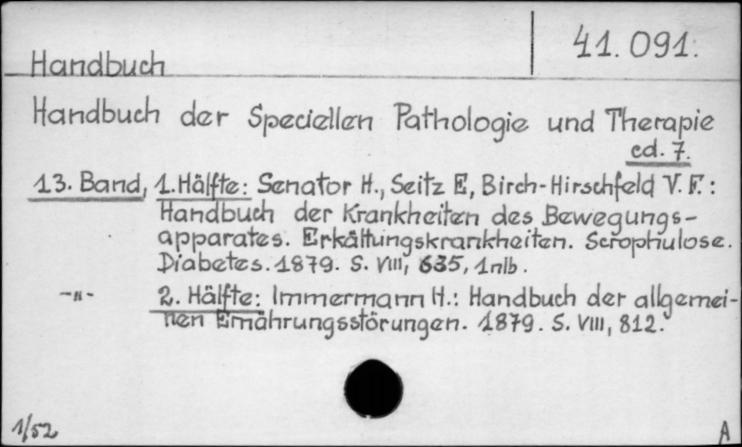 41.091.
Handbuch
Handbuch der Speciellen Pathologie und Therapie
ed. 7.
13. Band, 1. Hälfte: Senator H., Seitz E, Birch-Hirschfeld V. F.:
Handbuch der Krankheiten des Bewegungs-
apparates. Erkältungskrankheiten. Scrophulose.
Diabetes. 1879. S. VIII, 635, 1nlb.
-"- 2. Hälfte: Immermann H.: Handbuch der allgemei-
nen Ernährungsstörungen. 1879. S. VIII, 812.
1/52 A